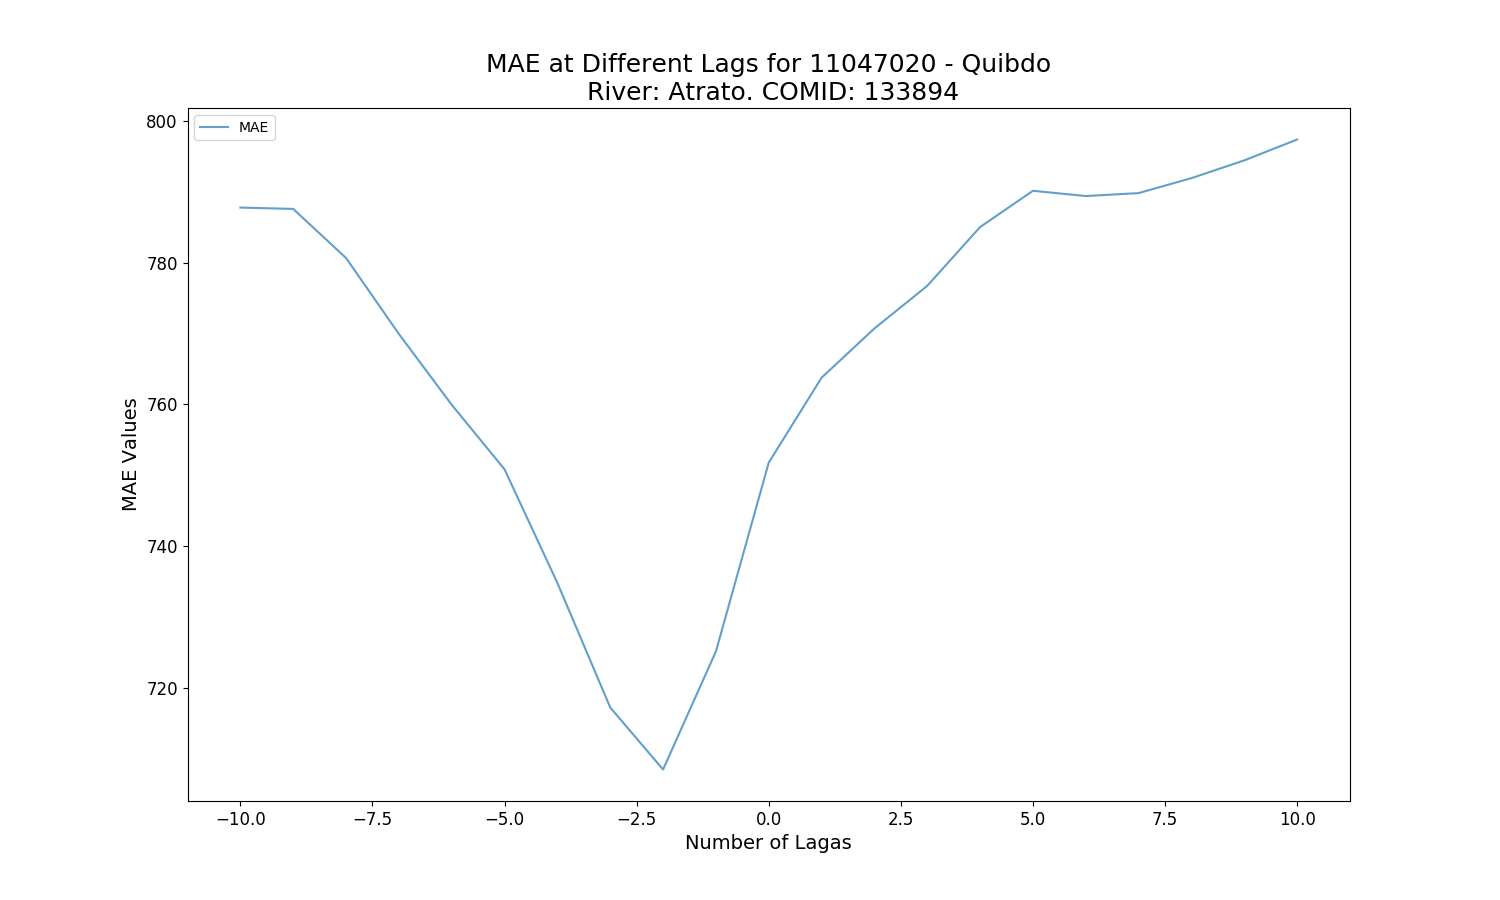 MAE at Different Lags for 11047020 - Quibdo
River: Atrato. COMID: 133894
MAE
800
780
760
740
720
MAE Values
−10.0 −7.5 −5.0 −2.5 0.0 2.5 5.0 7.5 10.0
Number of Lagas